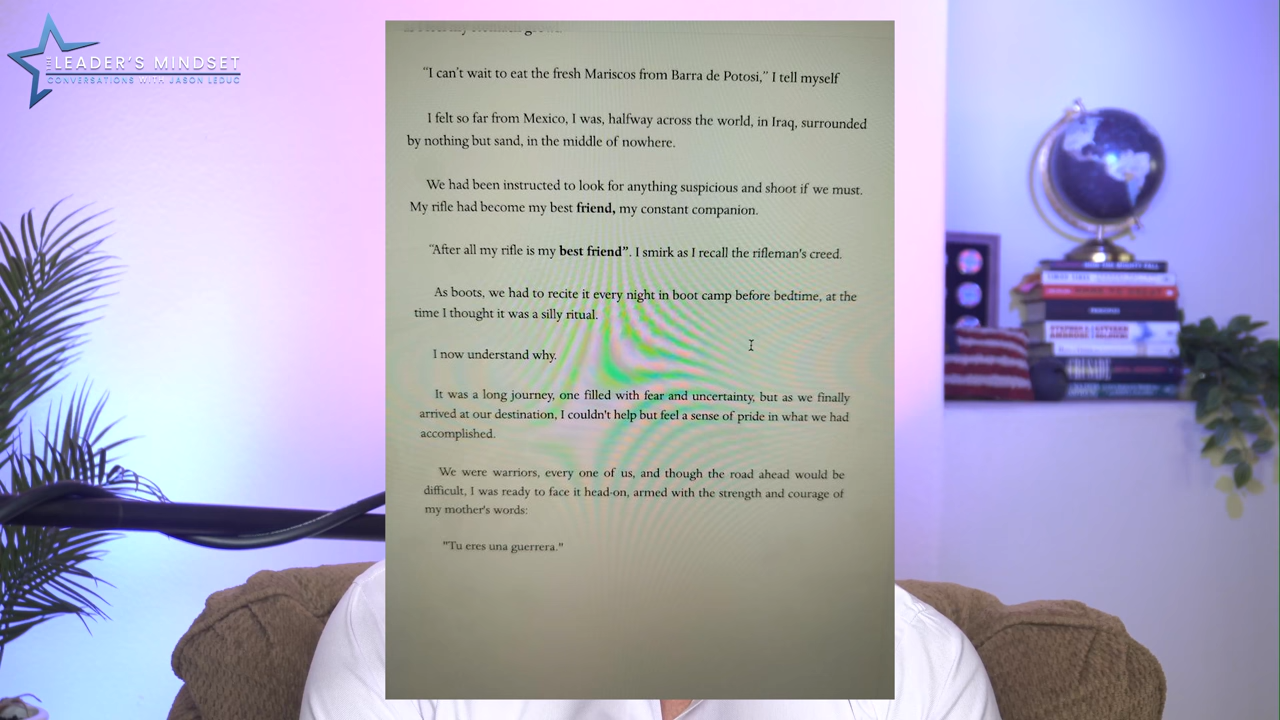 LEADER'S MINDSET
CONVERSATIONS WITH JASON LEDUC
“I can't wait to eat the fresh Mariscos from Barra de Potosi,” I tell myself
I felt so far from Mexico, I was, halfway across the world, in Iraq, surrounded
by nothing but sand, in the middle of nowhere.
We had been instructed to look for anything suspicious and shoot if we must.
My rifle had become my best friend, my constant companion.
“After all my rifle is my best friend”. I smirk as I recall the rifleman's creed.
As boots, we had to recite it every night in boot camp before bedtime, at the
time I thought it was a silly ritual.
I now understand why.
It was a long journey, one filled with fear and uncertainty, but as we finally
arrived at our destination, I couldn't help but feel a sense of pride in what we had
accomplished.
We were warriors, every one of us, and though the road ahead would be
difficult, I was ready to face it head-on, armed with the strength and courage of
my mother's words:
"Tu eres una guerrera."